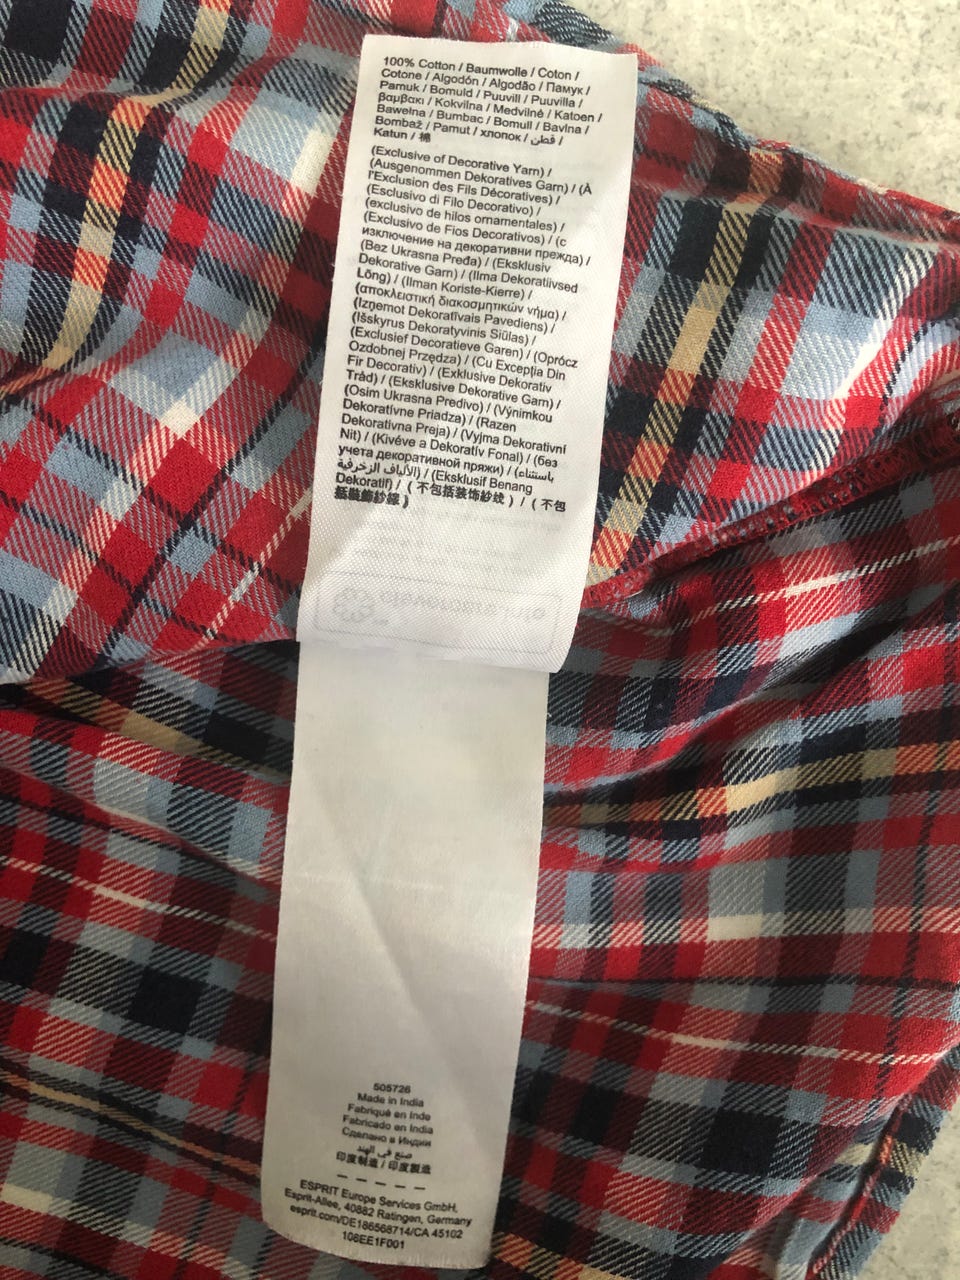 100% Cotton / Baumwolle / Coton /
Cotone / Algodón / Algodão / Памук /
Pamuk / Bomuld / Puuvill / Puuvilla /
βαμβακι / Kokvilna / Medvilnė / Katoen /
Bawełna / Bumbac / Bomull / Bavlna /
Bombaž / Pamut / хлопок / قطن /
Katun / 棉
(Exclusive of Decorative Yarn) /
(Ausgenommen Dekoratives Garn) / (À
l'Exclusion des Fils Décoratives) /
(Esclusivo di Filo Decorativo) /
(exclusivo de hilos ornamentales) /
(Exclusivo de Fios Decorativos) / (с
изключение на декоративни прежда) /
(Bez Ukrasna Pređa) / (Eksklusiv
Dekorative Garn) / (Ilma Dekoratiivsed
Lõng) / (Ilman Koriste-Kierre) /
(αποκλειστική διακοσμητικών νήμα) /
(Izņemot Dekoratīvais Pavediens) /
(Išskyrus Dekoratyvinis Siūlas) /
(Exclusief Decoratieve Garen) / (Oprócz
Ozdobnej Przędza) / (Cu Excepția Din
Fir Decorativ) / (Exklusive Dekorativ
Tråd) / (Eksklusive Dekorative Garn) /
(Osim Ukrasna Predivo) / (Výnimkou
Dekoratívne Priadza) / (Razen
Dekorativna Preja) / (Vyjma Dekorativní
Nit) / (Kivéve a Dekoratív Fonal) / (без
учета декоративной пряжи) / (باستثناء
الألياف الزخرفية) / (Eksklusif Benang
Dekoratif) / ( 不包括装饰纱线 ) / ( 不包
括裝飾紗線 )
505726
Made in India
Fabriqué en Inde
Fabricado en India
Сделано в Индии
صنع في الهند
印度制造 / 印度製造
ESPRIT Europe Services GmbH,
Esprit-Allee, 40882 Ratingen, Germany
esprit.com/DE186568714/CA 45102
106EE1F001